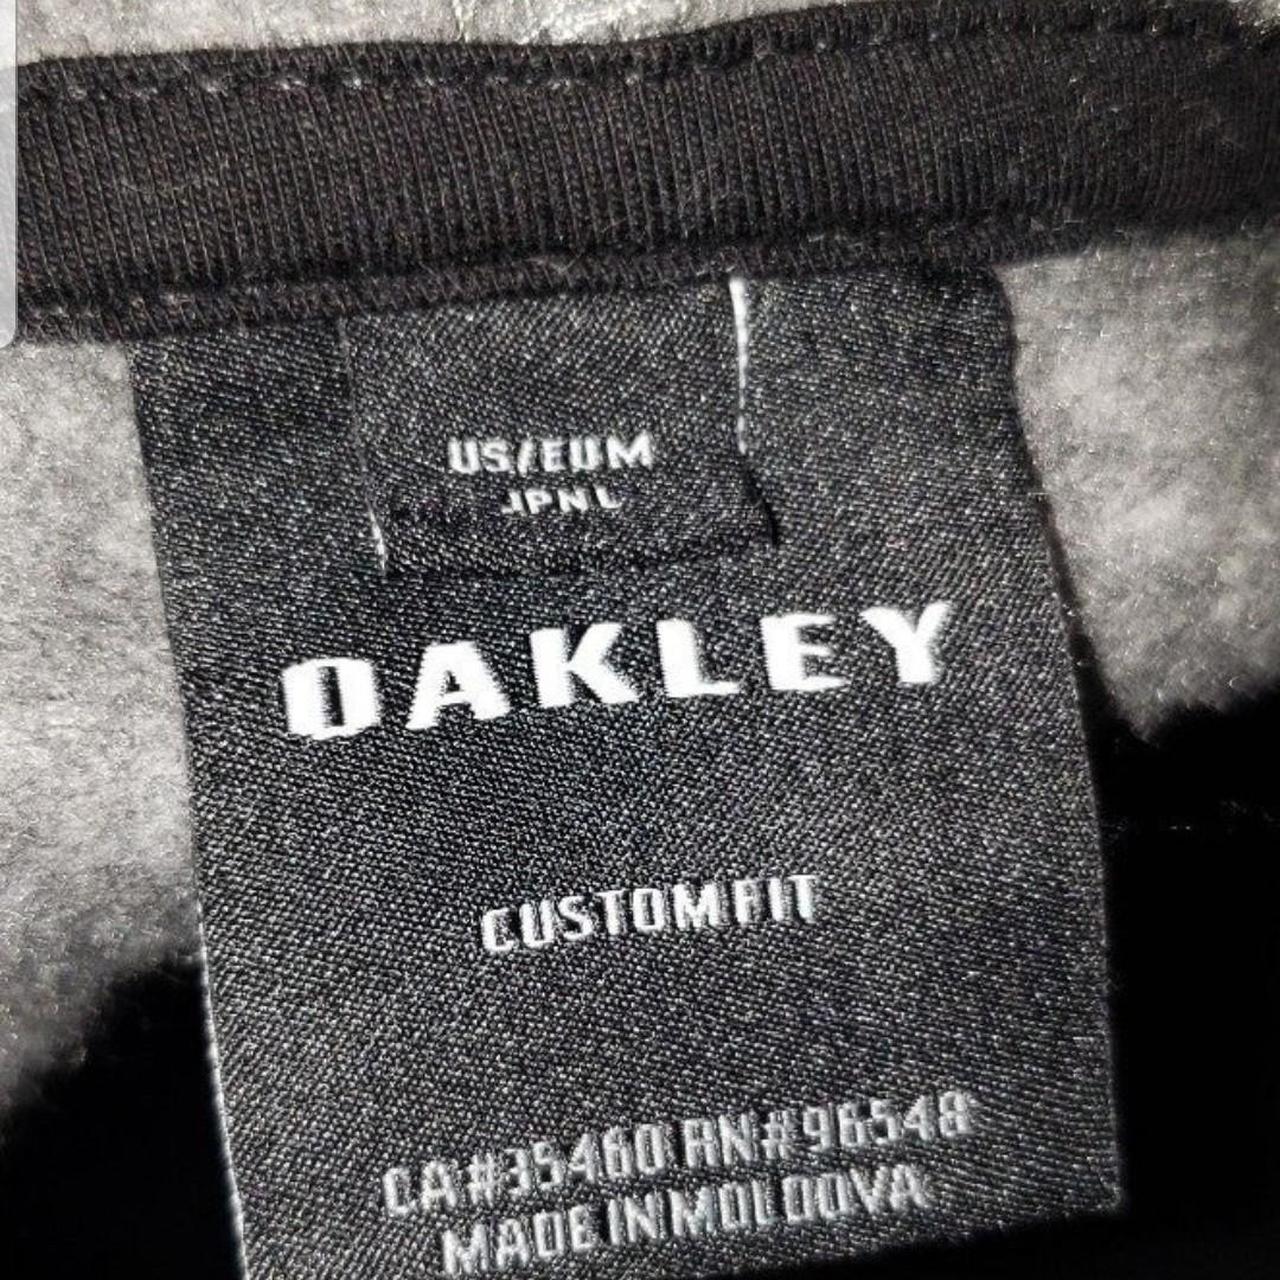 US/EU M
JPN L
OAKLEY
CUSTOM FIT
CA#35460 RN#96548
MADE IN MOLDOVA